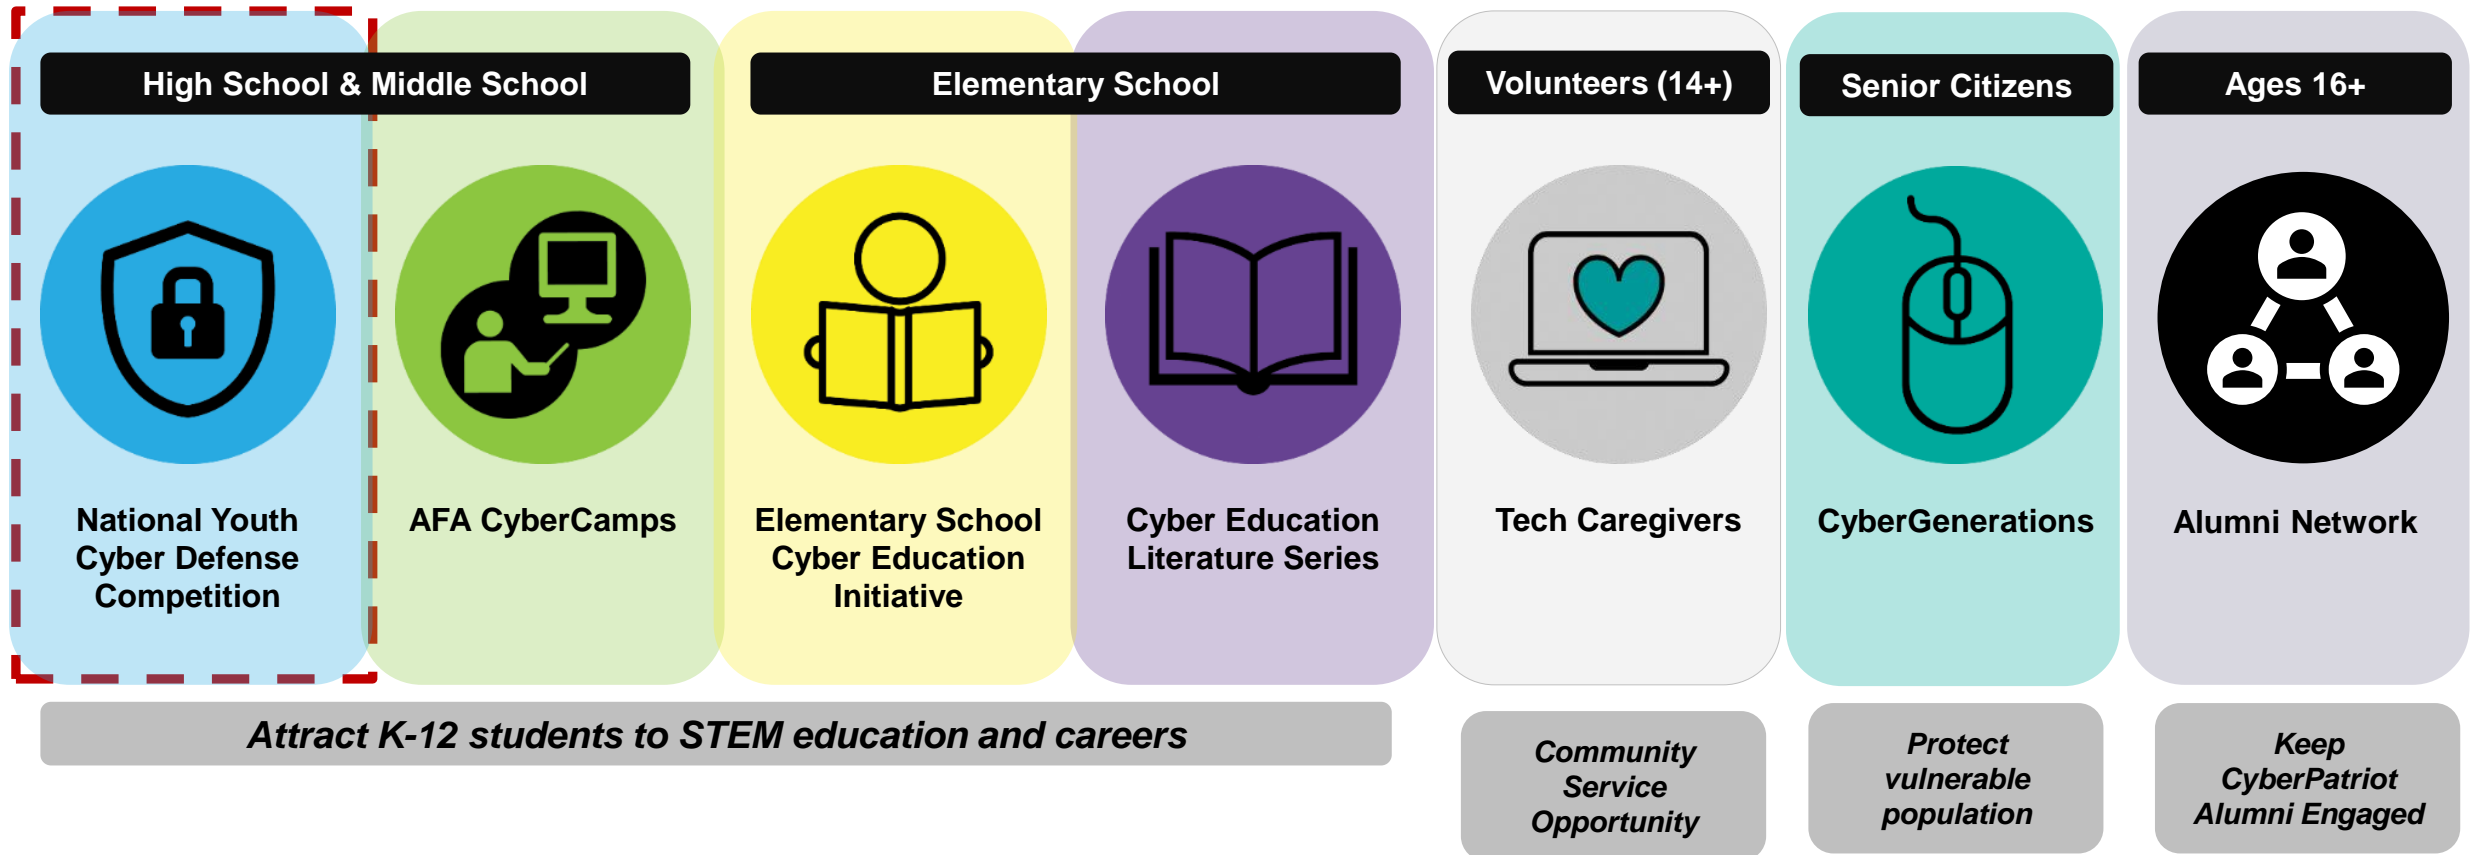 High School & Middle School
Elementary School
Volunteers (14+)
Senior Citizens
Ages 16+
National Youth
Cyber Defense
Competition
AFA CyberCamps
Elementary School
Cyber Education
Initiative
Cyber Education
Literature Series
Tech Caregivers
CyberGenerations
Alumni Network
Attract K-12 students to STEM education and careers
Community
Service
Opportunity
Protect
vulnerable
population
Keep
CyberPatriot
Alumni Engaged